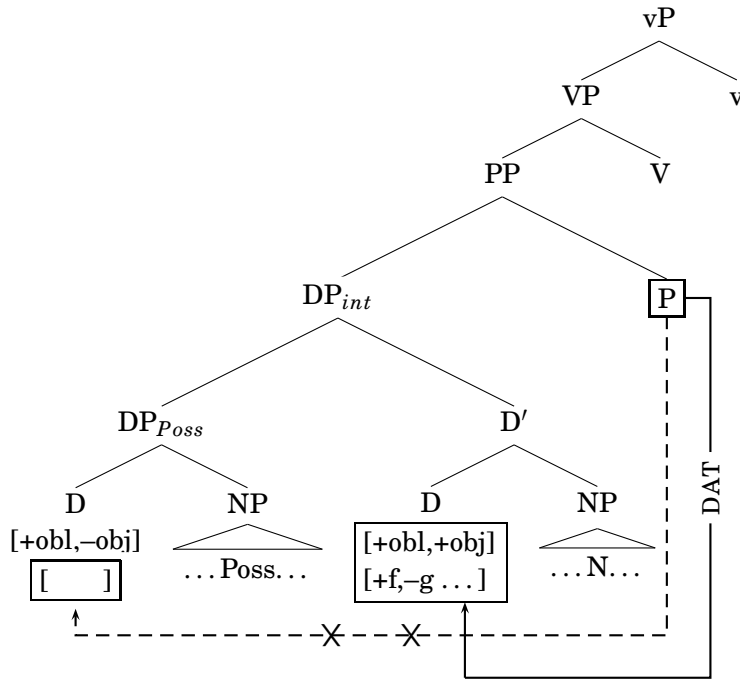 vP
VP v
PP V
DP_int P
DP_Poss D′
D NP D NP
[+obl,–obj] …Poss… [+obl,+obj] …N…
[ ] [+f,–g …]
DAT
X X